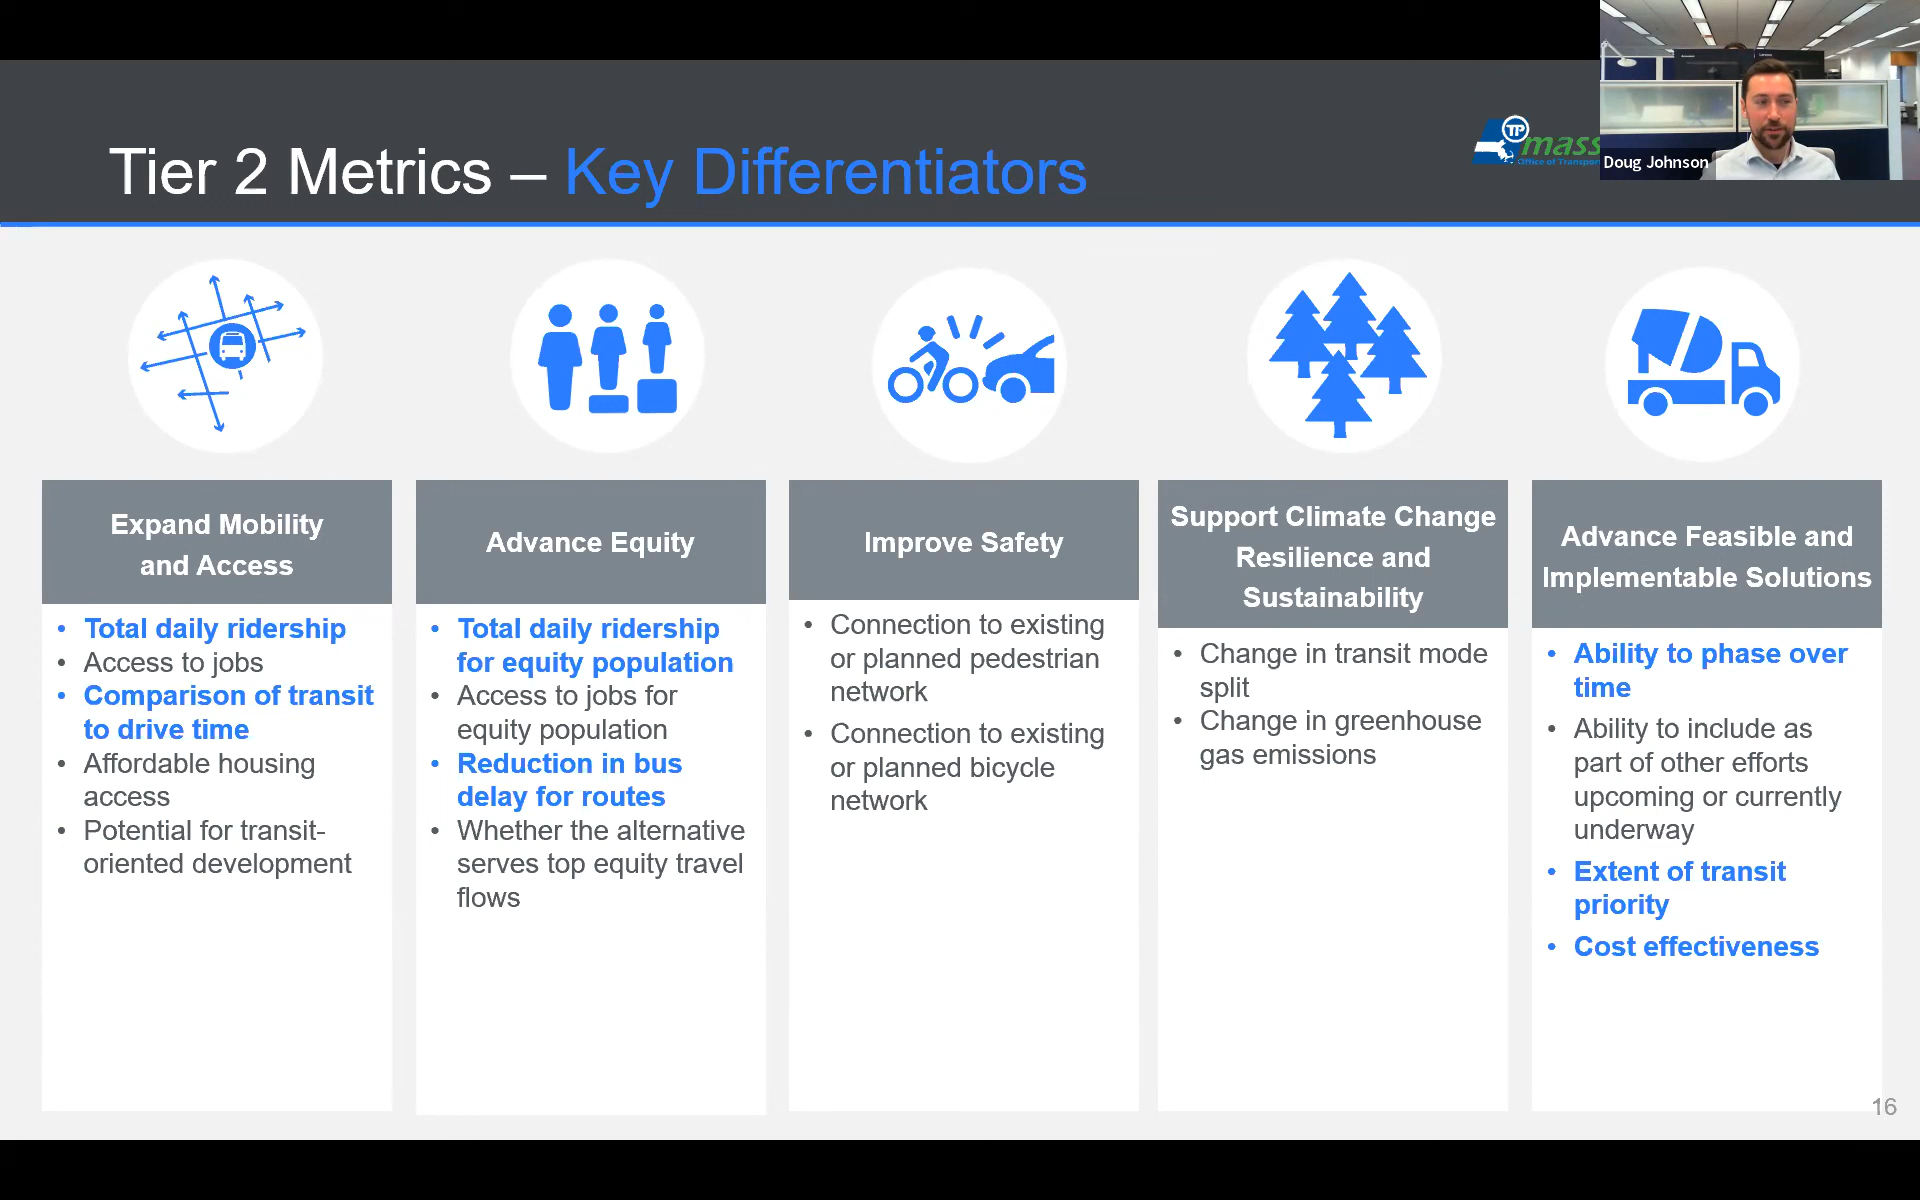 Tier 2 Metrics – Key Differentiators
TP
mass
Office of Transpor
Doug Johnson
Expand Mobility
and Access
• Total daily ridership
• Access to jobs
• Comparison of transit
to drive time
• Affordable housing
access
• Potential for transit-
oriented development
Advance Equity
• Total daily ridership
for equity population
• Access to jobs for
equity population
• Reduction in bus
delay for routes
• Whether the alternative
serves top equity travel
flows
Improve Safety
• Connection to existing
or planned pedestrian
network
• Connection to existing
or planned bicycle
network
Support Climate Change
Resilience and
Sustainability
• Change in transit mode
split
• Change in greenhouse
gas emissions
Advance Feasible and
Implementable Solutions
• Ability to phase over
time
• Ability to include as
part of other efforts
upcoming or currently
underway
• Extent of transit
priority
• Cost effectiveness
16